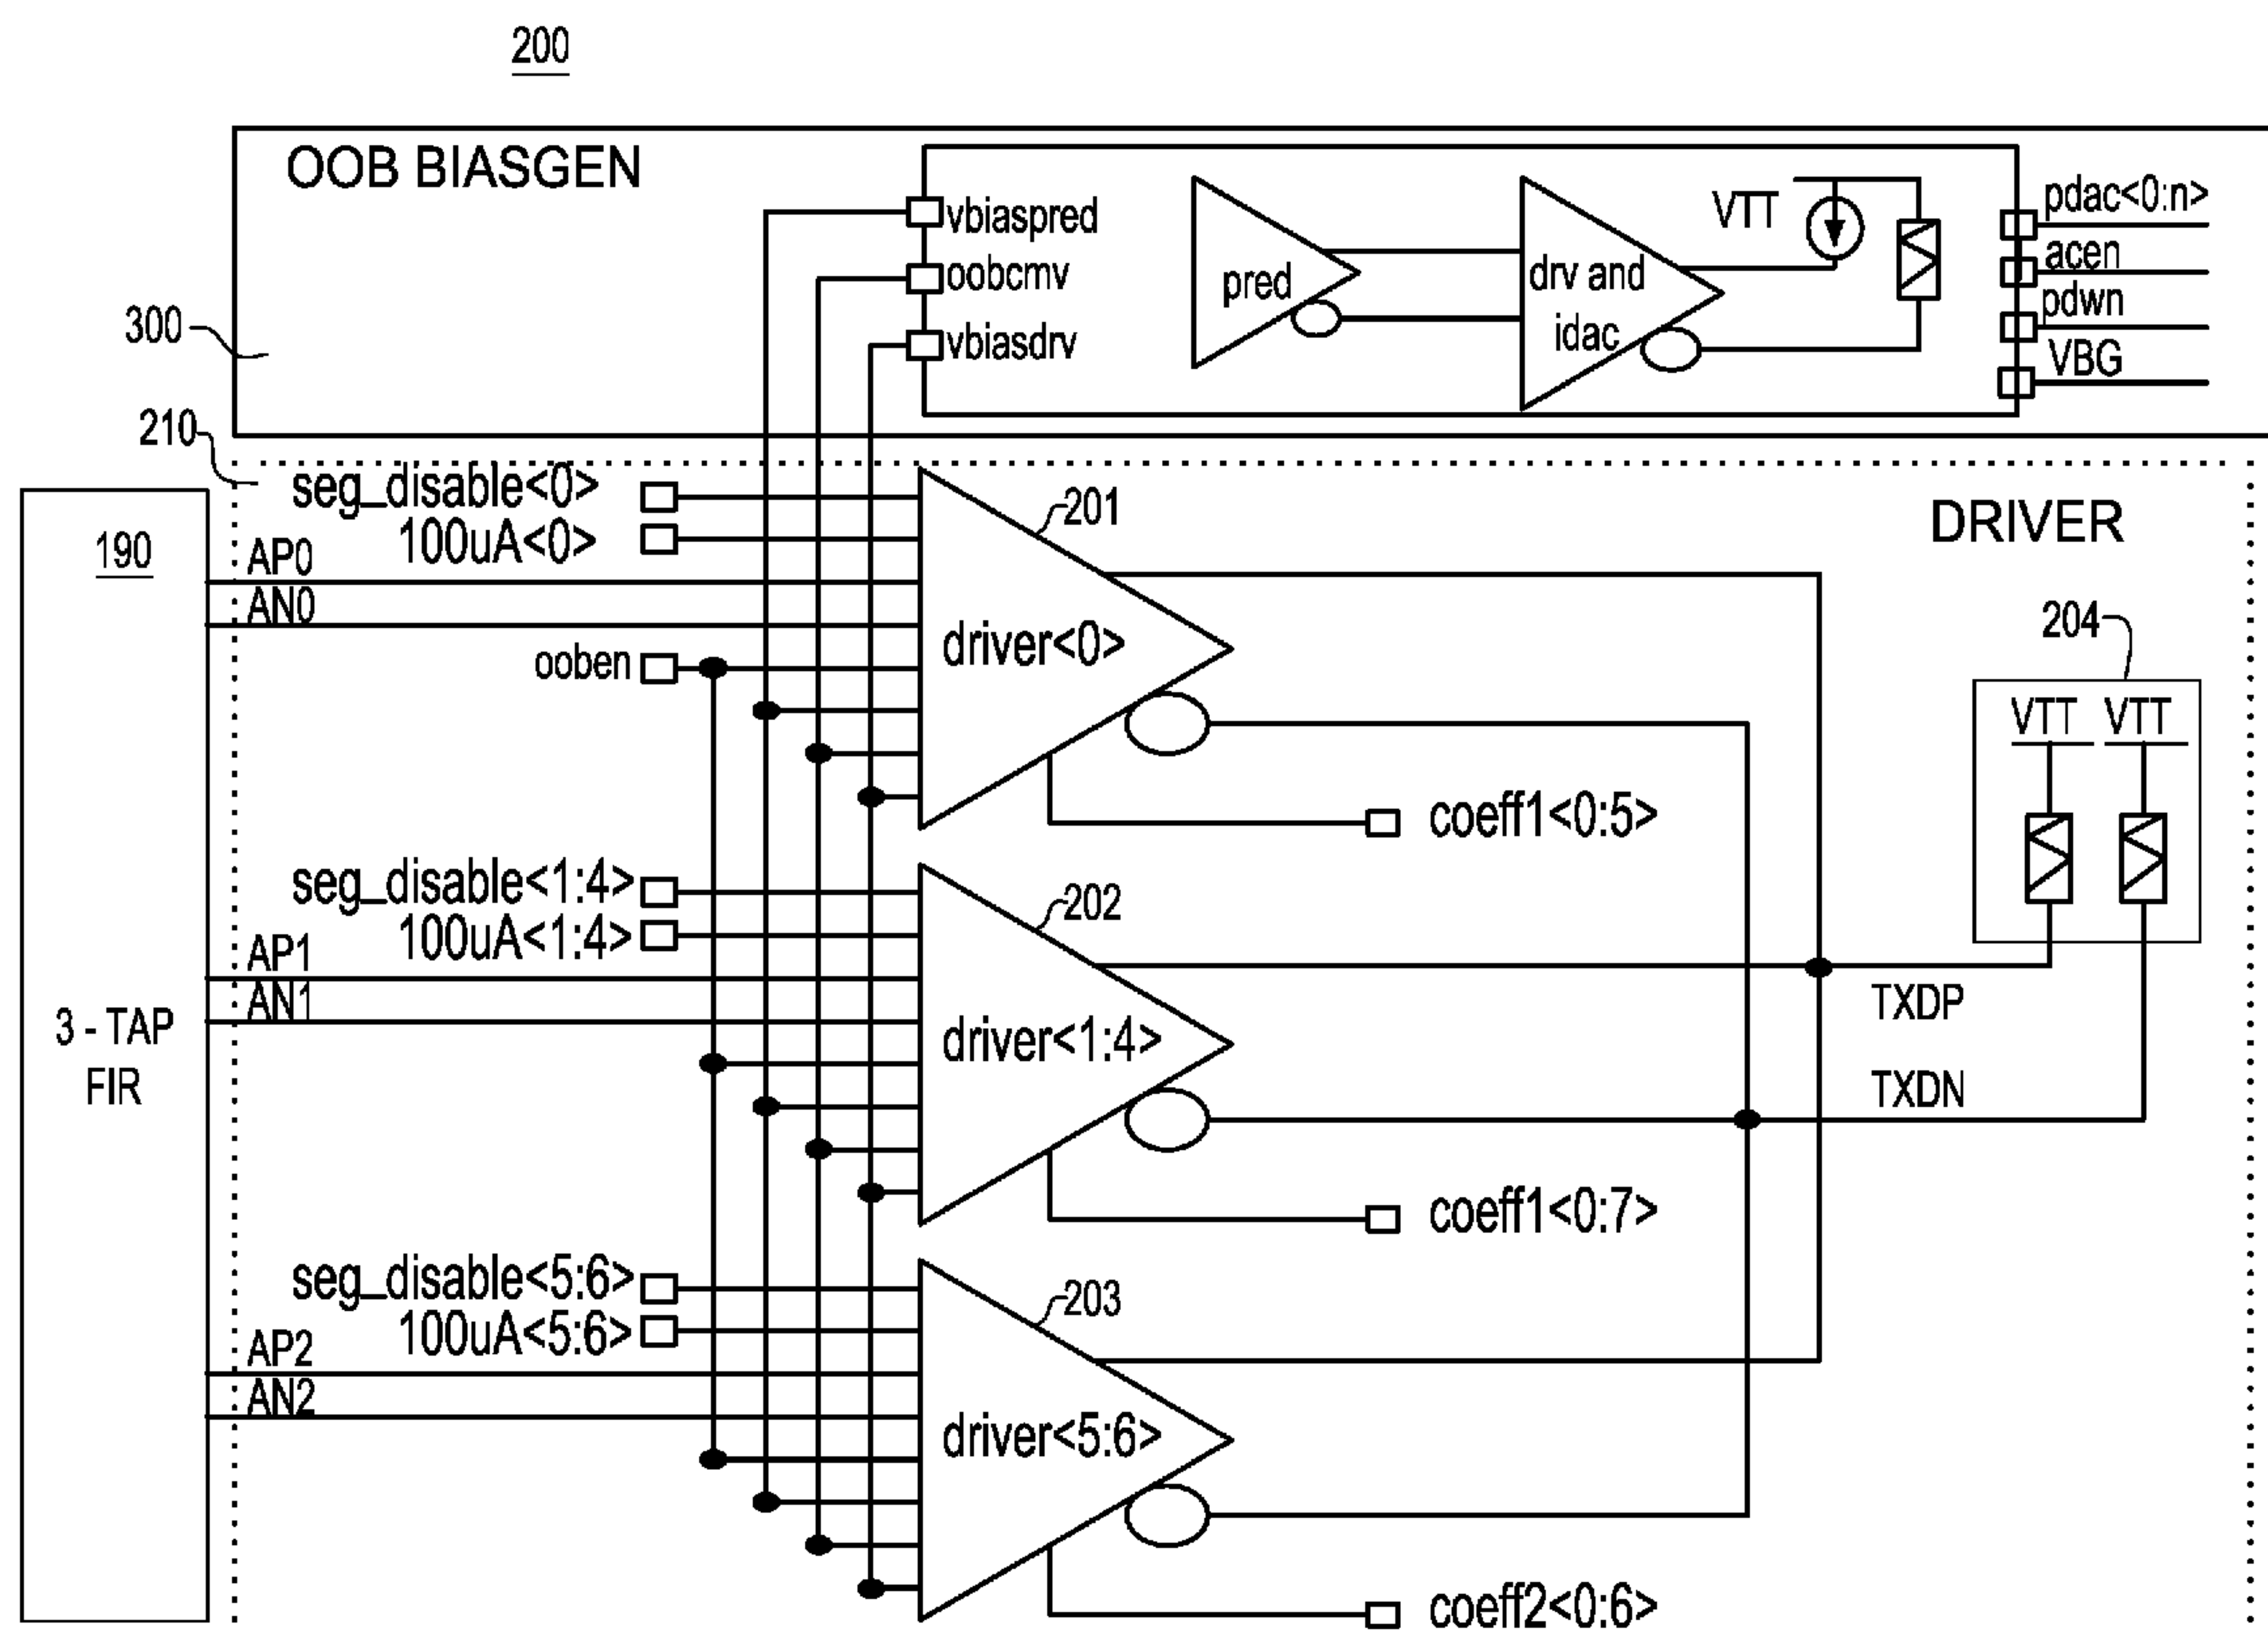 200
OOB BIASGEN
vbiaspred
oobcmv
vbiasdrv
pred
drv and
idac
VTT
pdac<0:n>
acen
pdwn
VBG
300
210
seg_disable<0>
100uA<0>
190
AP0
AN0
ooben
driver<0>
201
DRIVER
204
VTT VTT
coeff1<0:5>
seg_disable<1:4>
100uA<1:4>
AP1
AN1
3 - TAP
FIR
driver<1:4>
202
TXDP
TXDN
coeff1<0:7>
seg_disable<5:6>
100uA<5:6>
AP2
AN2
driver<5:6>
203
coeff2<0:6>